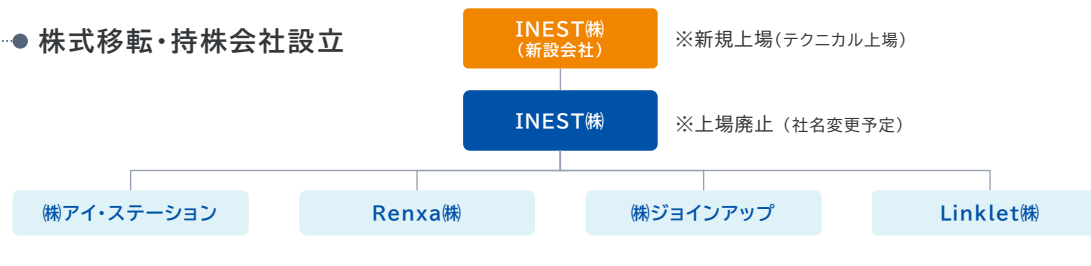 株式移転・持株会社設立
INEST㈱
（新設会社）
※新規上場（テクニカル上場）
INEST㈱
※上場廃止（社名変更予定）
㈱アイ・ステーション
Renxa㈱
㈱ジョインアップ
Linklet㈱